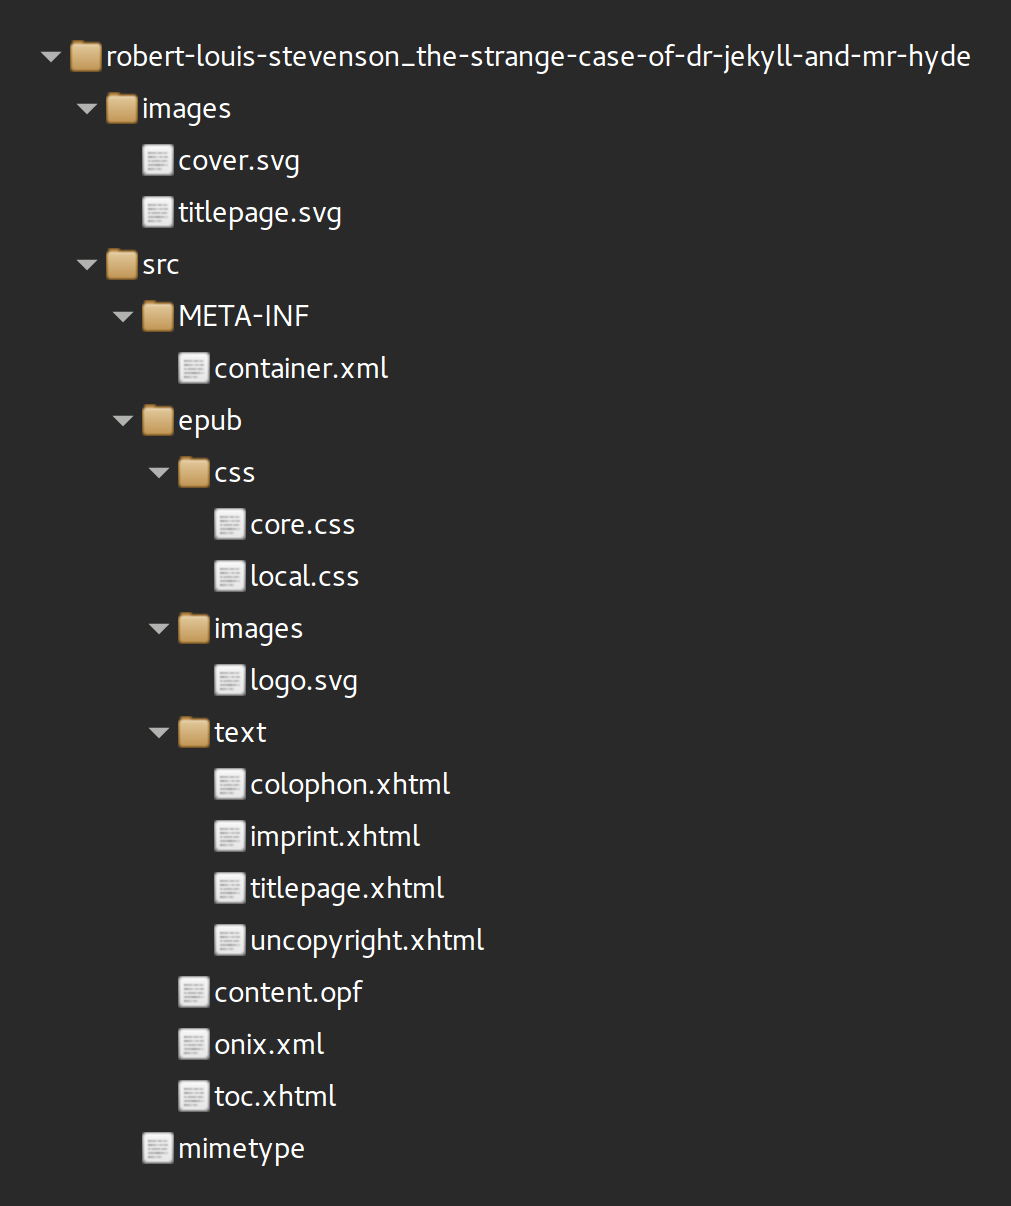 robert-louis-stevenson_the-strange-case-of-dr-jekyll-and-mr-hyde
images
cover.svg
titlepage.svg
src
META-INF
container.xml
epub
css
core.css
local.css
images
logo.svg
text
colophon.xhtml
imprint.xhtml
titlepage.xhtml
uncopyright.xhtml
content.opf
onix.xml
toc.xhtml
mimetype